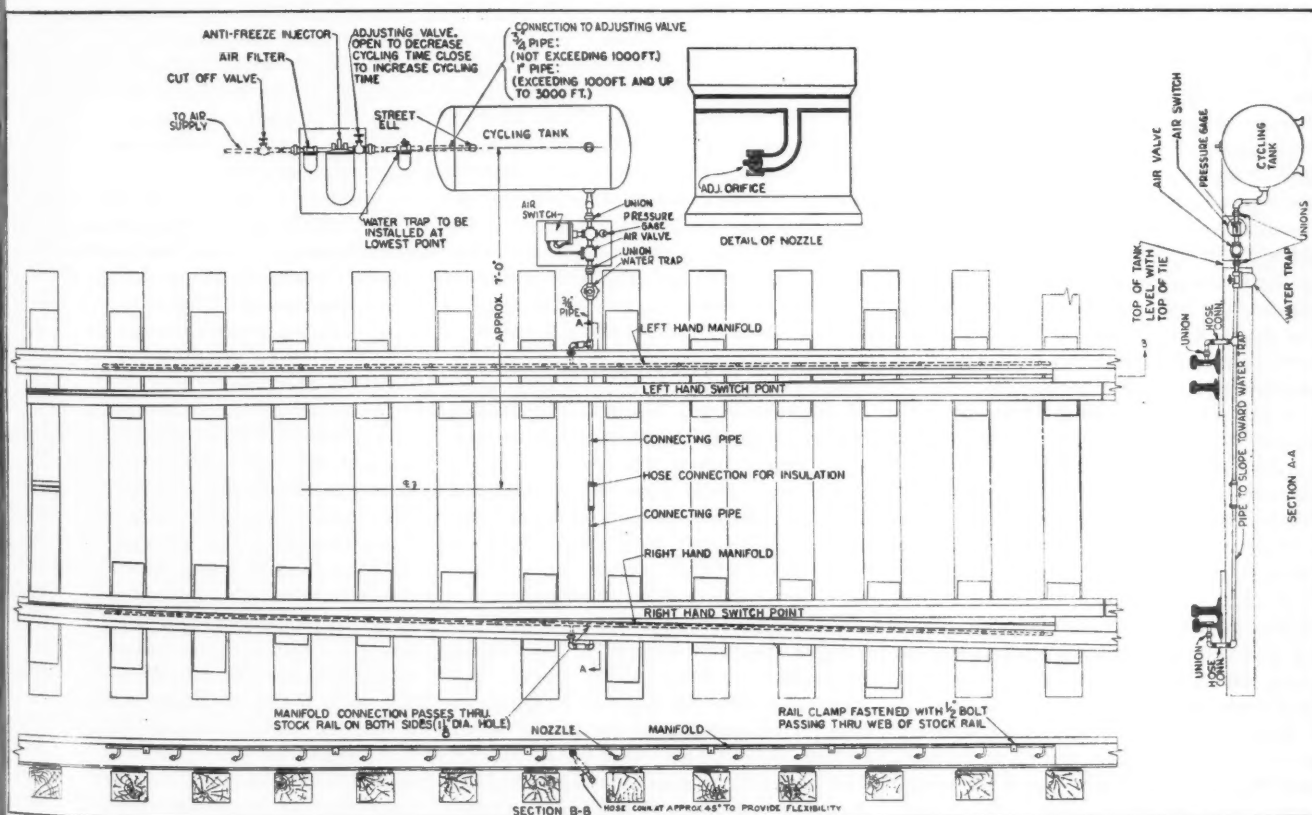 ANTI-FREEZE INJECTOR
AIR FILTER
CUT OFF VALVE
TO AIR
SUPPLY
ADJUSTING VALVE.
OPEN TO DECREASE
CYCLING TIME CLOSE
TO INCREASE CYCLING
TIME
CONNECTION TO ADJUSTING VALVE
3/4" PIPE:
(NOT EXCEEDING 1000FT.)
1" PIPE:
(EXCEEDING 1000FT. AND UP
TO 3000 FT.)
STREET
ELL
CYCLING TANK
WATER TRAP TO BE
INSTALLED AT
LOWEST POINT
AIR
SWITCH
UNION
PRESSURE
GAGE
AIR VALVE
UNION
WATER TRAP
ADJ. ORIFICE
DETAIL OF NOZZLE
APPROX. 7'-0"
3/4"
PIPE
A
LEFT HAND MANIFOLD
LEFT HAND SWITCH POINT
B
CONNECTING PIPE
HOSE CONNECTION FOR INSULATION
CONNECTING PIPE
RIGHT HAND MANIFOLD
RIGHT HAND SWITCH POINT
A
MANIFOLD CONNECTION PASSES THRU
STOCK RAIL ON BOTH SIDES (1 1/8" DIA. HOLE)
NOZZLE
MANIFOLD
RAIL CLAMP FASTENED WITH 1/2" BOLT
PASSING THRU WEB OF STOCK RAIL
SECTION B-B
HOSE CONN. AT APPROX 45° TO PROVIDE FLEXIBILITY
AIR VALVE
AIR SWITCH
PRESSURE GAGE
CYCLING
TANK
UNIONS
WATER TRAP
TOP OF TANK
LEVEL WITH
TOP OF TIE
UNION
HOSE
CONN.
PIPE TO SLOPE TOWARD WATER TRAP
UNION
HOSE
CONN.
SECTION A-A